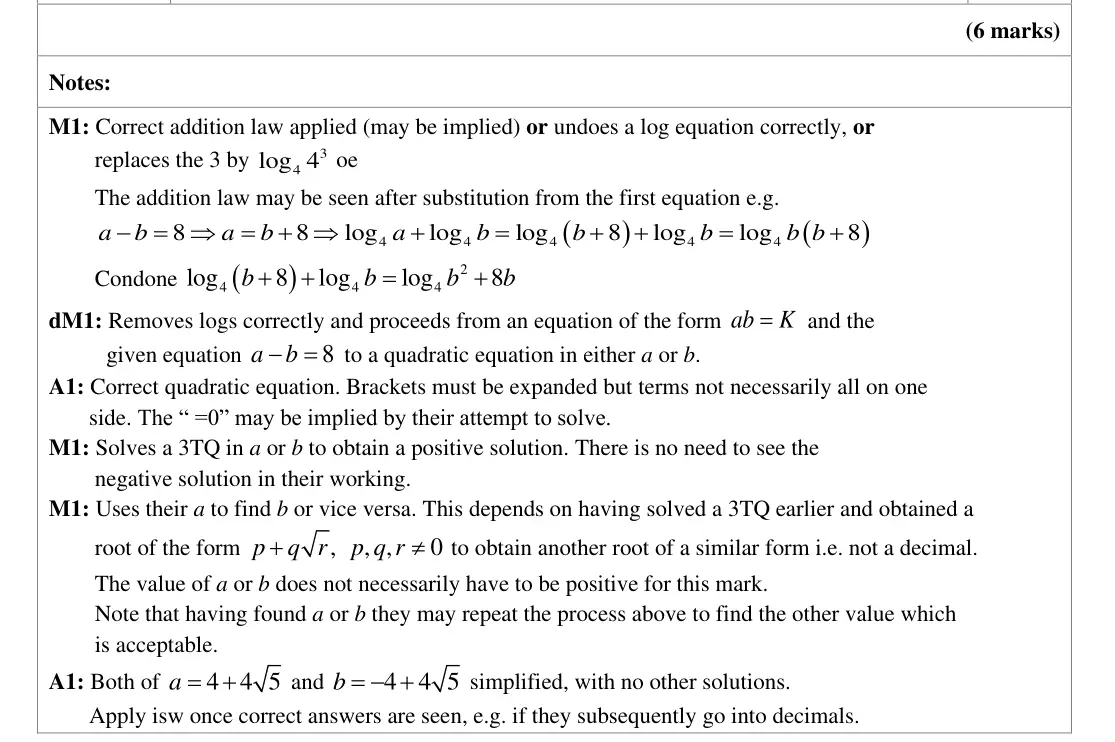 (6 marks)
Notes:
M1: Correct addition law applied (may be implied) or undoes a log equation correctly, or
replaces the 3 by log₄ 4³ oe
The addition law may be seen after substitution from the first equation e.g.
a − b = 8 ⇒ a = b + 8 ⇒ log₄ a + log₄ b = log₄ (b + 8) + log₄ b = log₄ b(b + 8)
Condone log₄ (b + 8) + log₄ b = log₄ b² + 8b
dM1: Removes logs correctly and proceeds from an equation of the form ab = K and the
given equation a − b = 8 to a quadratic equation in either a or b.
A1: Correct quadratic equation. Brackets must be expanded but terms not necessarily all on one
side. The “ =0” may be implied by their attempt to solve.
M1: Solves a 3TQ in a or b to obtain a positive solution. There is no need to see the
negative solution in their working.
M1: Uses their a to find b or vice versa. This depends on having solved a 3TQ earlier and obtained a
root of the form p + q√r, p, q, r ≠ 0 to obtain another root of a similar form i.e. not a decimal.
The value of a or b does not necessarily have to be positive for this mark.
Note that having found a or b they may repeat the process above to find the other value which
is acceptable.
A1: Both of a = 4 + 4√5 and b = −4 + 4√5 simplified, with no other solutions.
Apply isw once correct answers are seen, e.g. if they subsequently go into decimals.